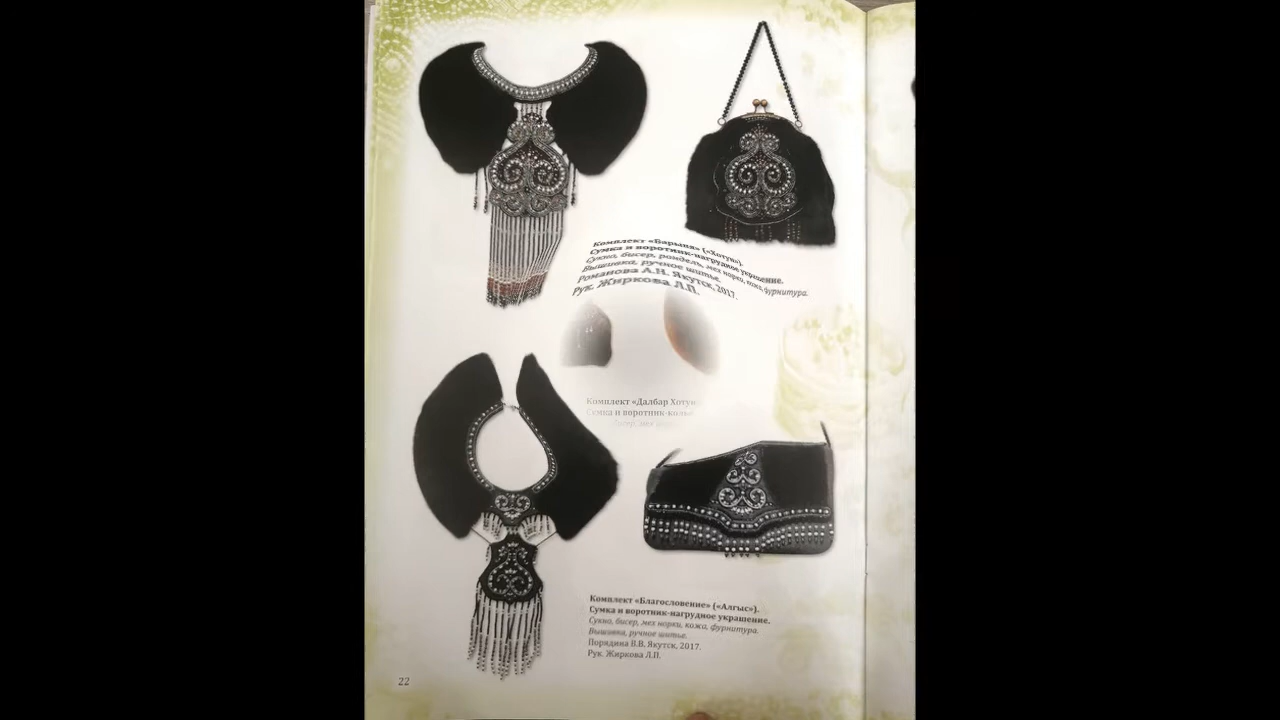 Комплект «Барыня» («Хотун»).
Сумка и воротник-нагрудное украшение.
Сукно, бисер, рондель, мех норки, кожа, фурнитура.
Вышивка, ручное шитье.
Романова А.Н. Якутск, 2017.
Рук. Жиркова Л.П.
Комплект «Далбар Хотун»
Сумка и воротник-колье
бисер, мех
Комплект «Благословение» («Алгыс»).
Сумка и воротник-нагрудное украшение.
Сукно, бисер, мех норки, кожа, фурнитура.
Вышивка, ручное шитье.
Порядина В.В. Якутск, 2017.
Рук. Жиркова Л.П.
22